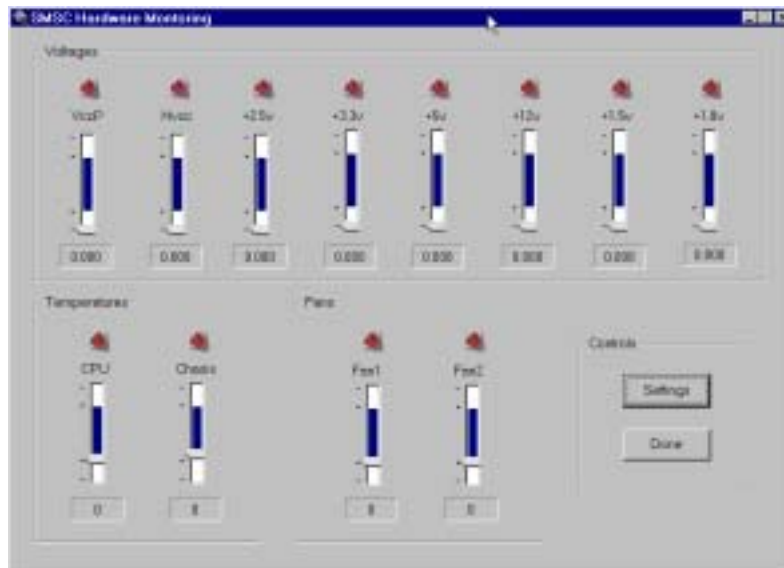 SMSC Hardware Montoring
Voltages
VccP Hvcc +2.5v +3.3v +5v +12v +1.5v +1.8v
0.000 0.000 0.000 0.000 0.000 0.000 0.000 0.000
Temperatures Fans
CPU Chassis Fan1 Fan2
0 0 0 0
Controls
Settings
Done